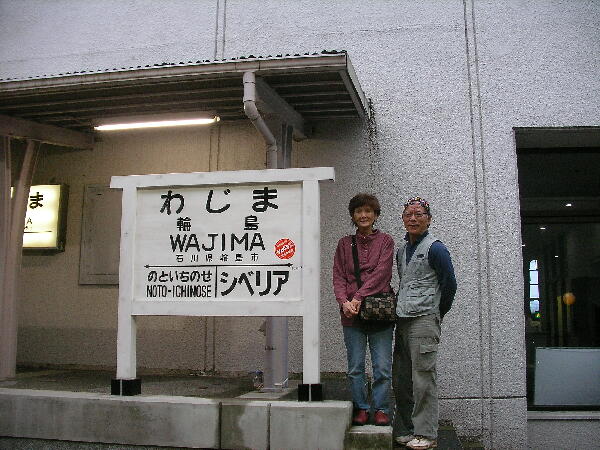 わじま
輪島
WAJIMA
石川県輪島市
のといちのせ シベリア
NOTO-ICHINOSE
ま